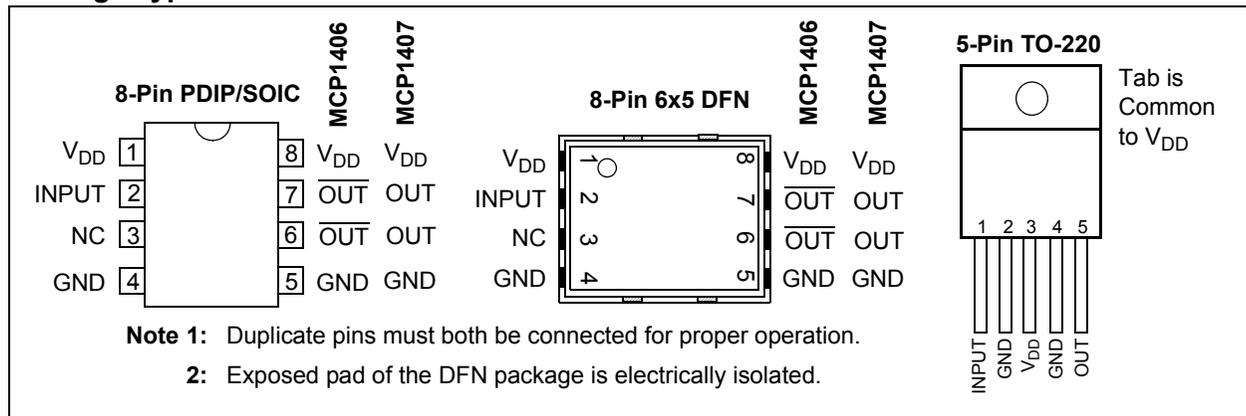 8-Pin PDIP/SOIC
MCP1406
MCP1407
VDD 1
INPUT 2
NC 3
GND 4
8 VDD VDD
7 OUT OUT
6 OUT OUT
5 GND GND
8-Pin 6x5 DFN
MCP1406
MCP1407
VDD 1
INPUT 2
NC 3
GND 4
8 VDD VDD
7 OUT OUT
6 OUT OUT
5 GND GND
5-Pin TO-220
Tab is
Common
to VDD
1 2 3 4 5
INPUT
GND
VDD
GND
OUT
Note 1: Duplicate pins must both be connected for proper operation.
2: Exposed pad of the DFN package is electrically isolated.